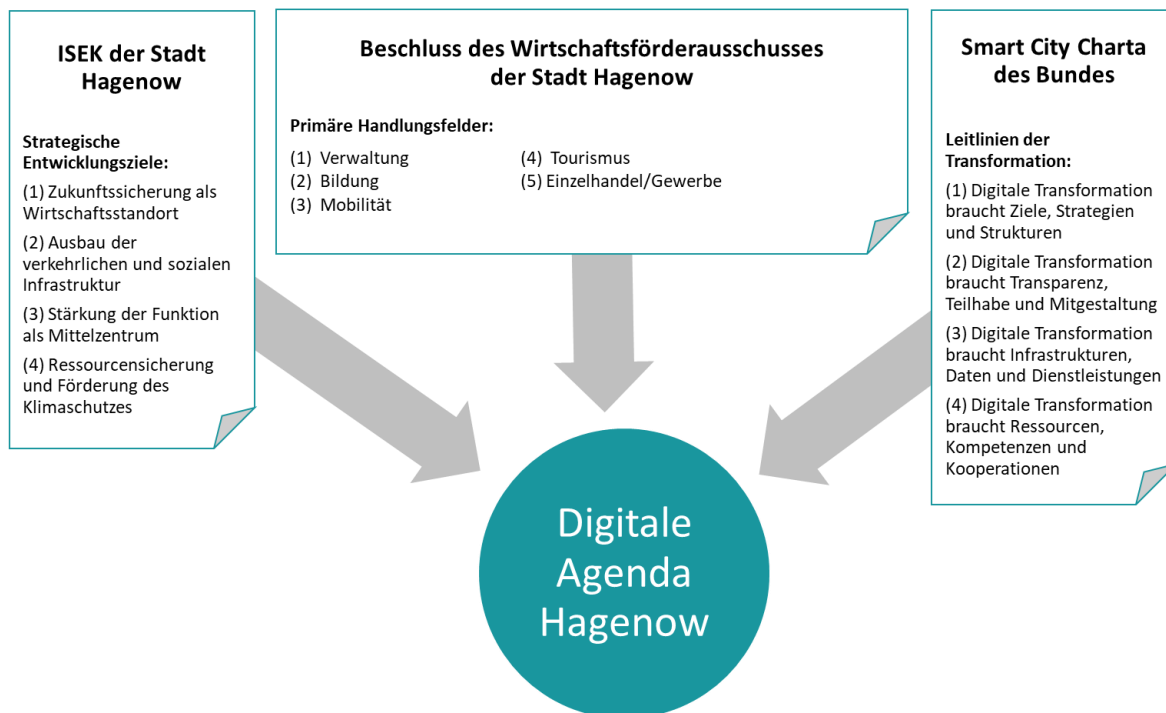 ISEK der Stadt
Hagenow
Strategische
Entwicklungsziele:
(1) Zukunftssicherung als
Wirtschaftsstandort
(2) Ausbau der
verkehrlichen und sozialen
Infrastruktur
(3) Stärkung der Funktion
als Mittelzentrum
(4) Ressourcensicherung
und Förderung des
Klimaschutzes
Beschluss des Wirtschaftsförderausschusses
der Stadt Hagenow
Primäre Handlungsfelder:
(1) Verwaltung
(2) Bildung
(3) Mobilität
(4) Tourismus
(5) Einzelhandel/Gewerbe
Smart City Charta
des Bundes
Leitlinien der
Transformation:
(1) Digitale Transformation
braucht Ziele, Strategien
und Strukturen
(2) Digitale Transformation
braucht Transparenz,
Teilhabe und Mitgestaltung
(3) Digitale Transformation
braucht Infrastrukturen,
Daten und Dienstleistungen
(4) Digitale Transformation
braucht Ressourcen,
Kompetenzen und
Kooperationen
Digitale
Agenda
Hagenow